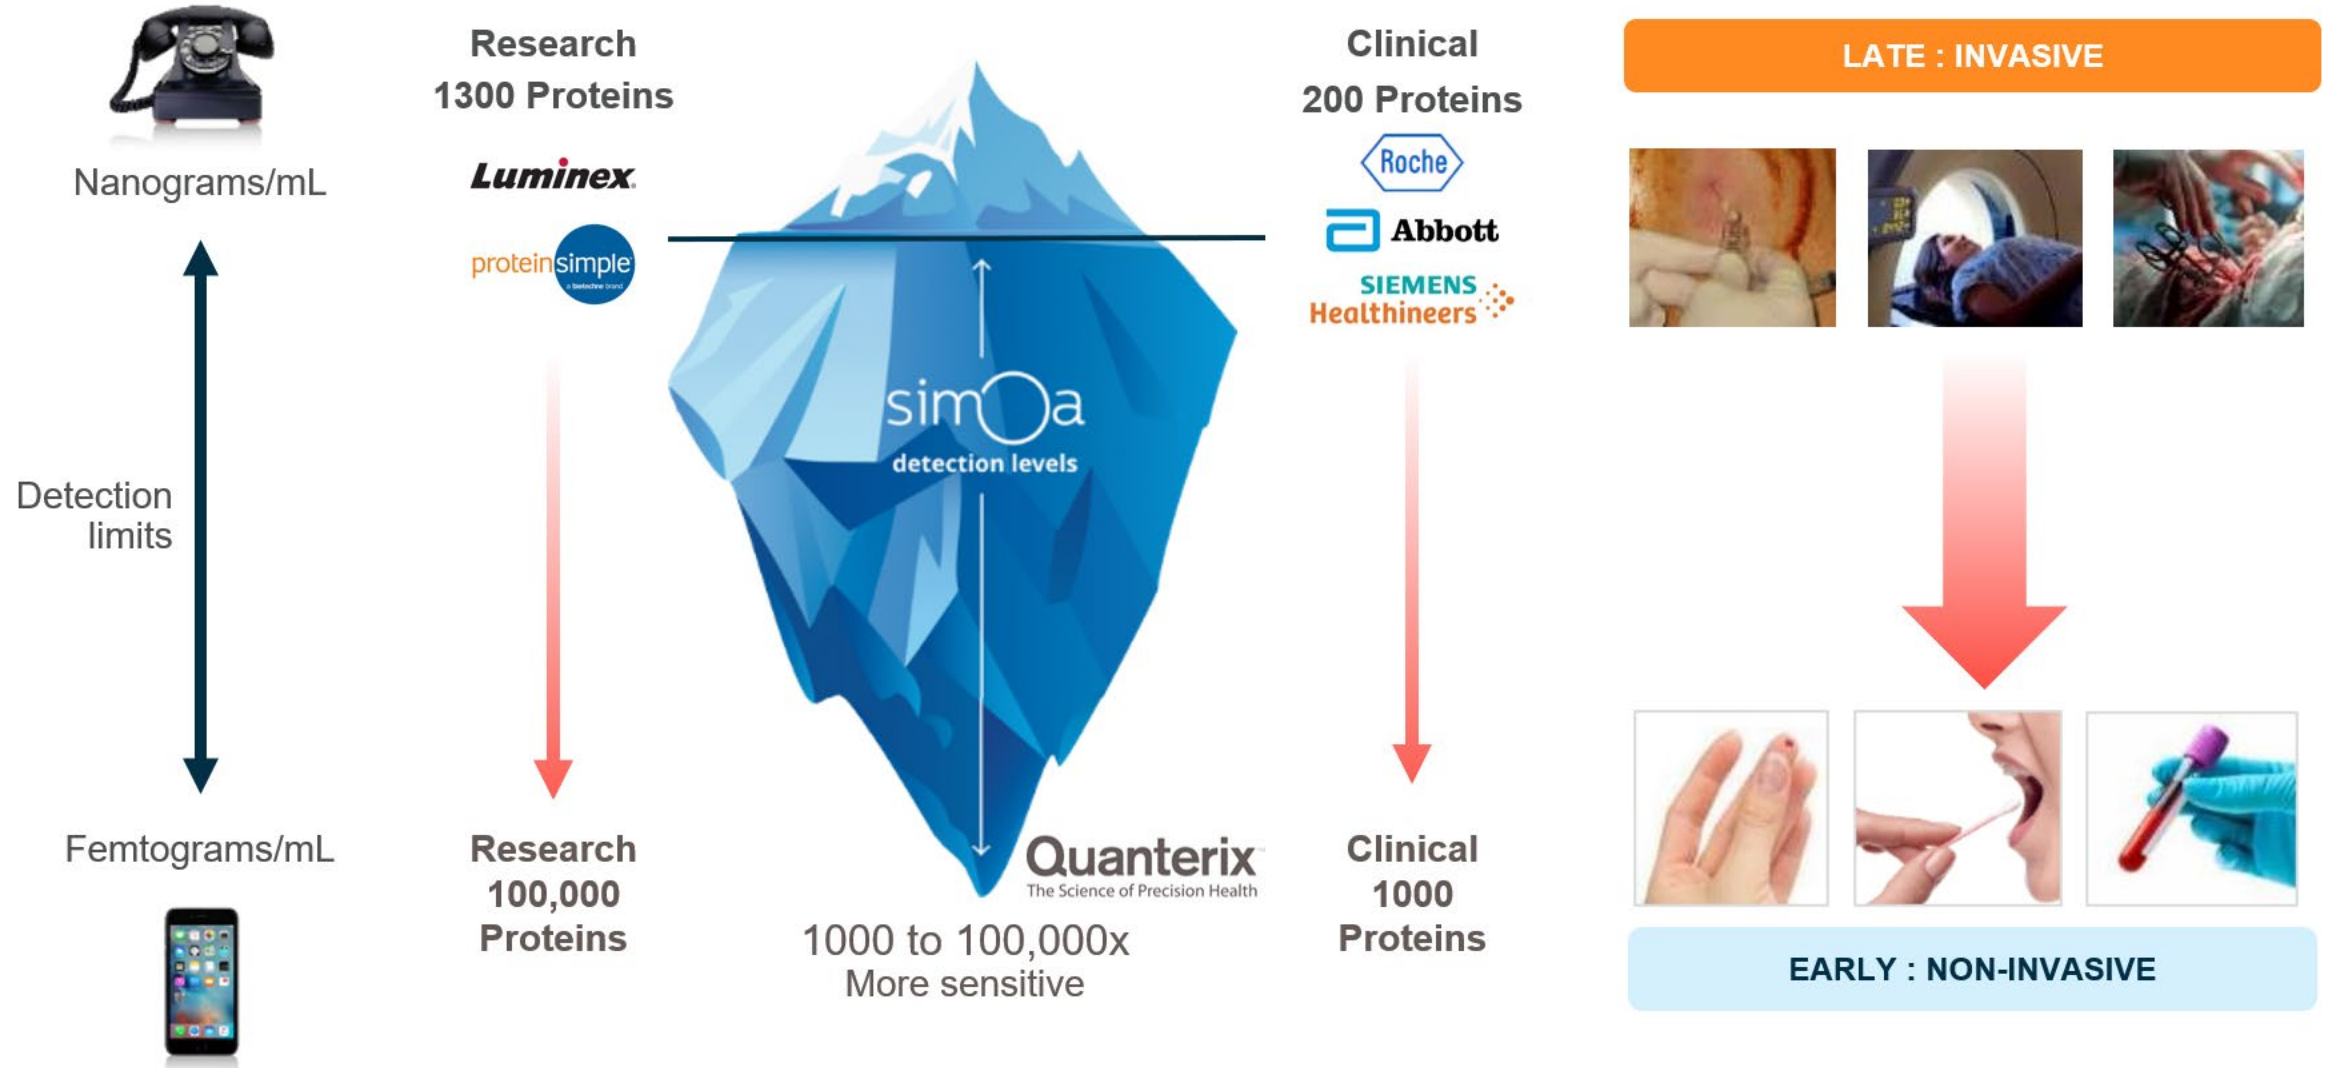 Nanograms/mL
Detection
limits
Femtograms/mL
Research
1300 Proteins
Luminex
proteinsimple
a biotechne brand
Research
100,000
Proteins
simOa
detection levels
Quanterix
The Science of Precision Health
1000 to 100,000x
More sensitive
Clinical
200 Proteins
Roche
Abbott
SIEMENS
Healthineers
Clinical
1000
Proteins
LATE : INVASIVE
EARLY : NON-INVASIVE